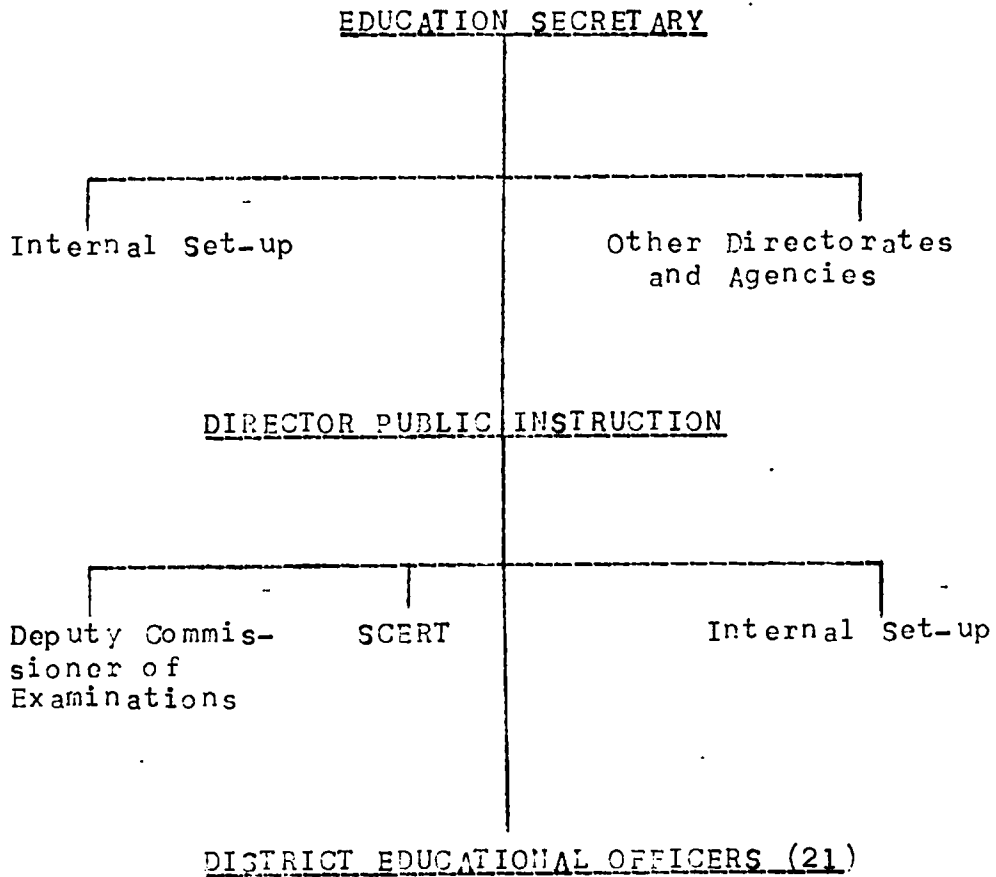 EDUCATION SECRETARY
Internal Set-up
Other Directorates
and Agencies
DIRECTOR PUBLIC INSTRUCTION
Deputy Commis-
sioner of
Examinations
SCERT
Internal Set-up
DISTRICT EDUCATIONAL OFFICERS (21)